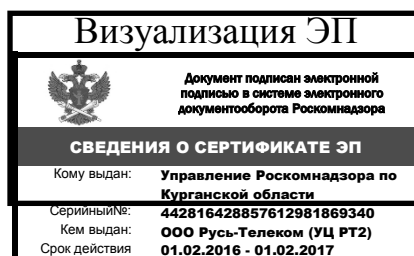 Визуализация ЭП
Документ подписан электронной
подписью в системе электронного
документооборота Роскомнадзора
СВЕДЕНИЯ О СЕРТИФИКАТЕ ЭП
Кому выдан: Управление Роскомнадзора по
Курганской области
Серийный№: 442816428857612981869340
Кем выдан: ООО Русь-Телеком (УЦ РТ2)
Срок действия 01.02.2016 - 01.02.2017